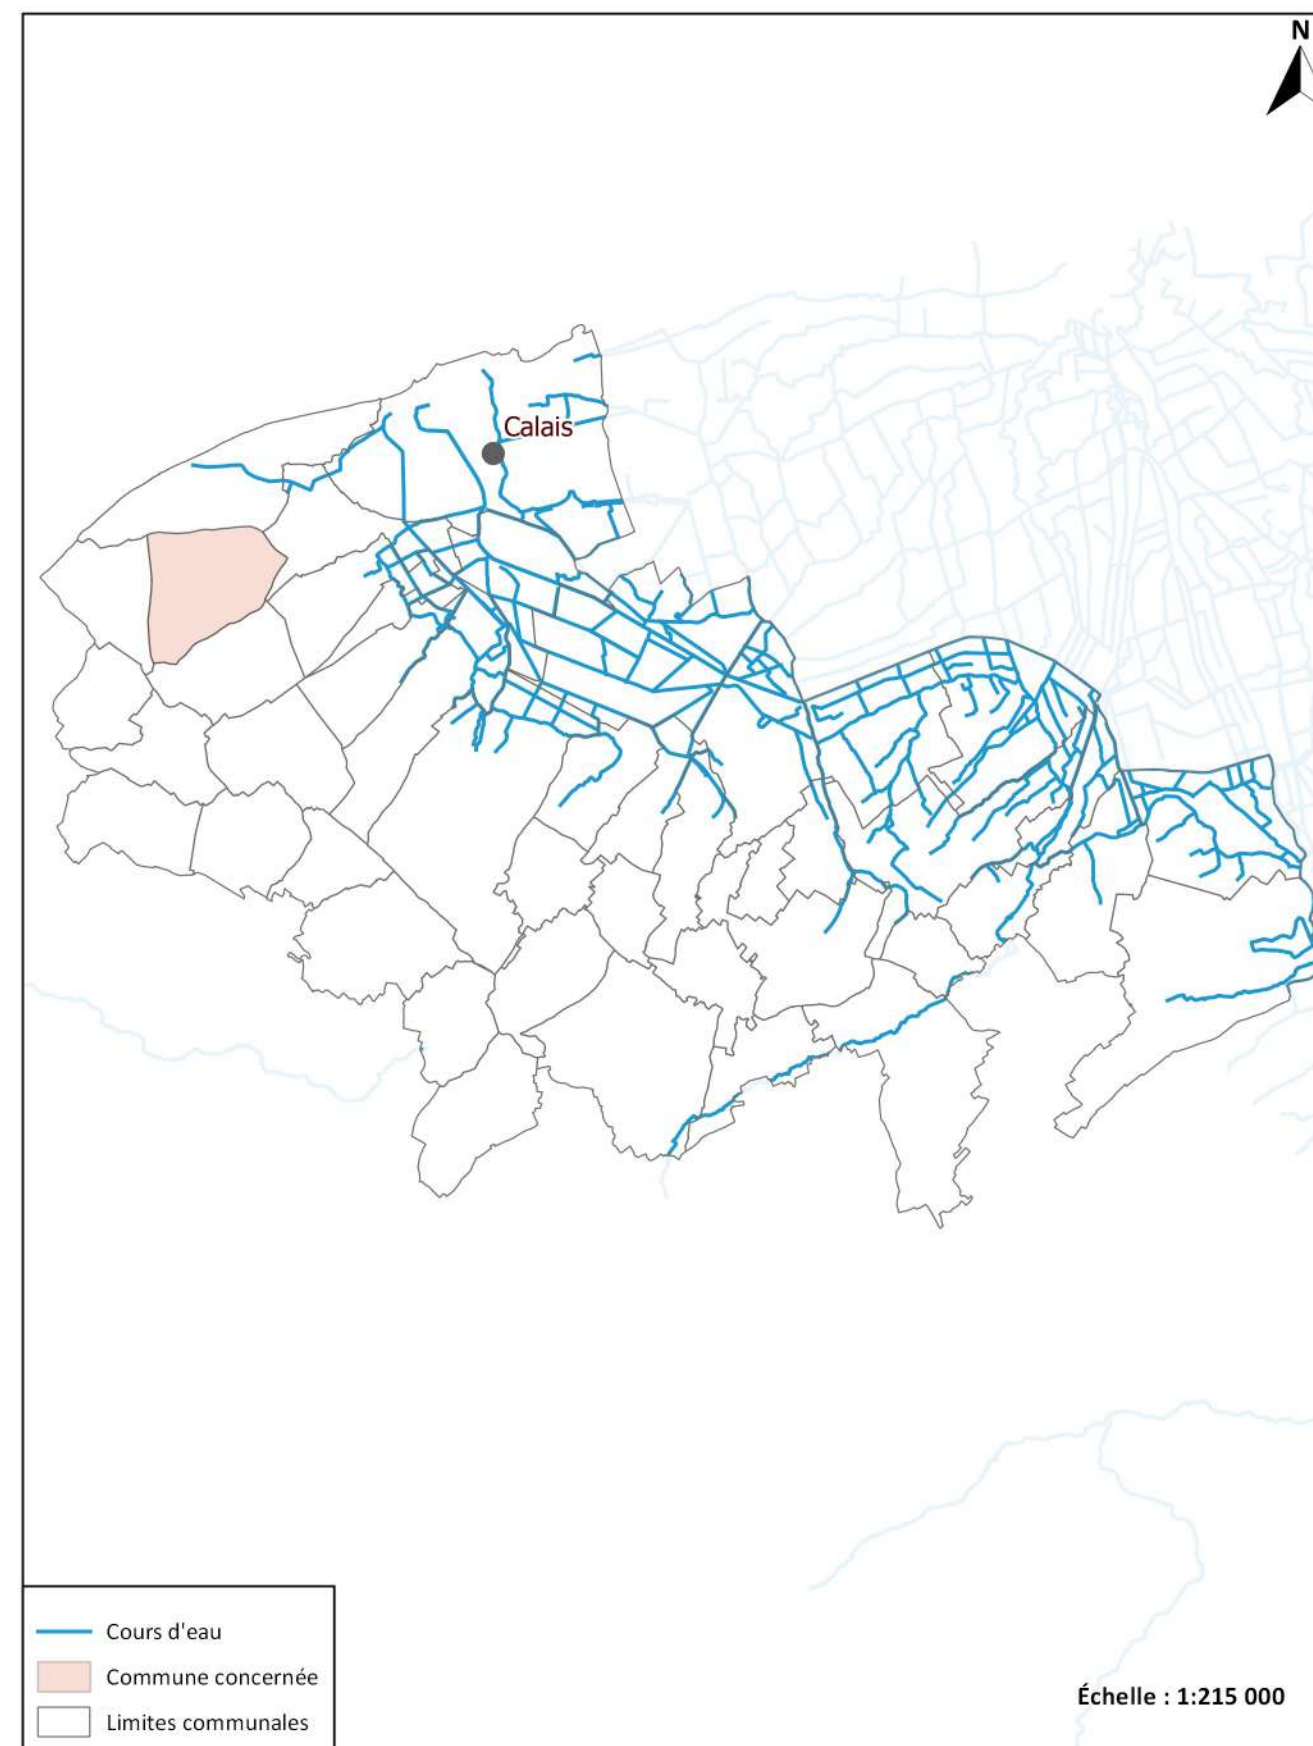 N
Calais
Cours d'eau
Commune concernée
Limites communales
Échelle : 1:215 000